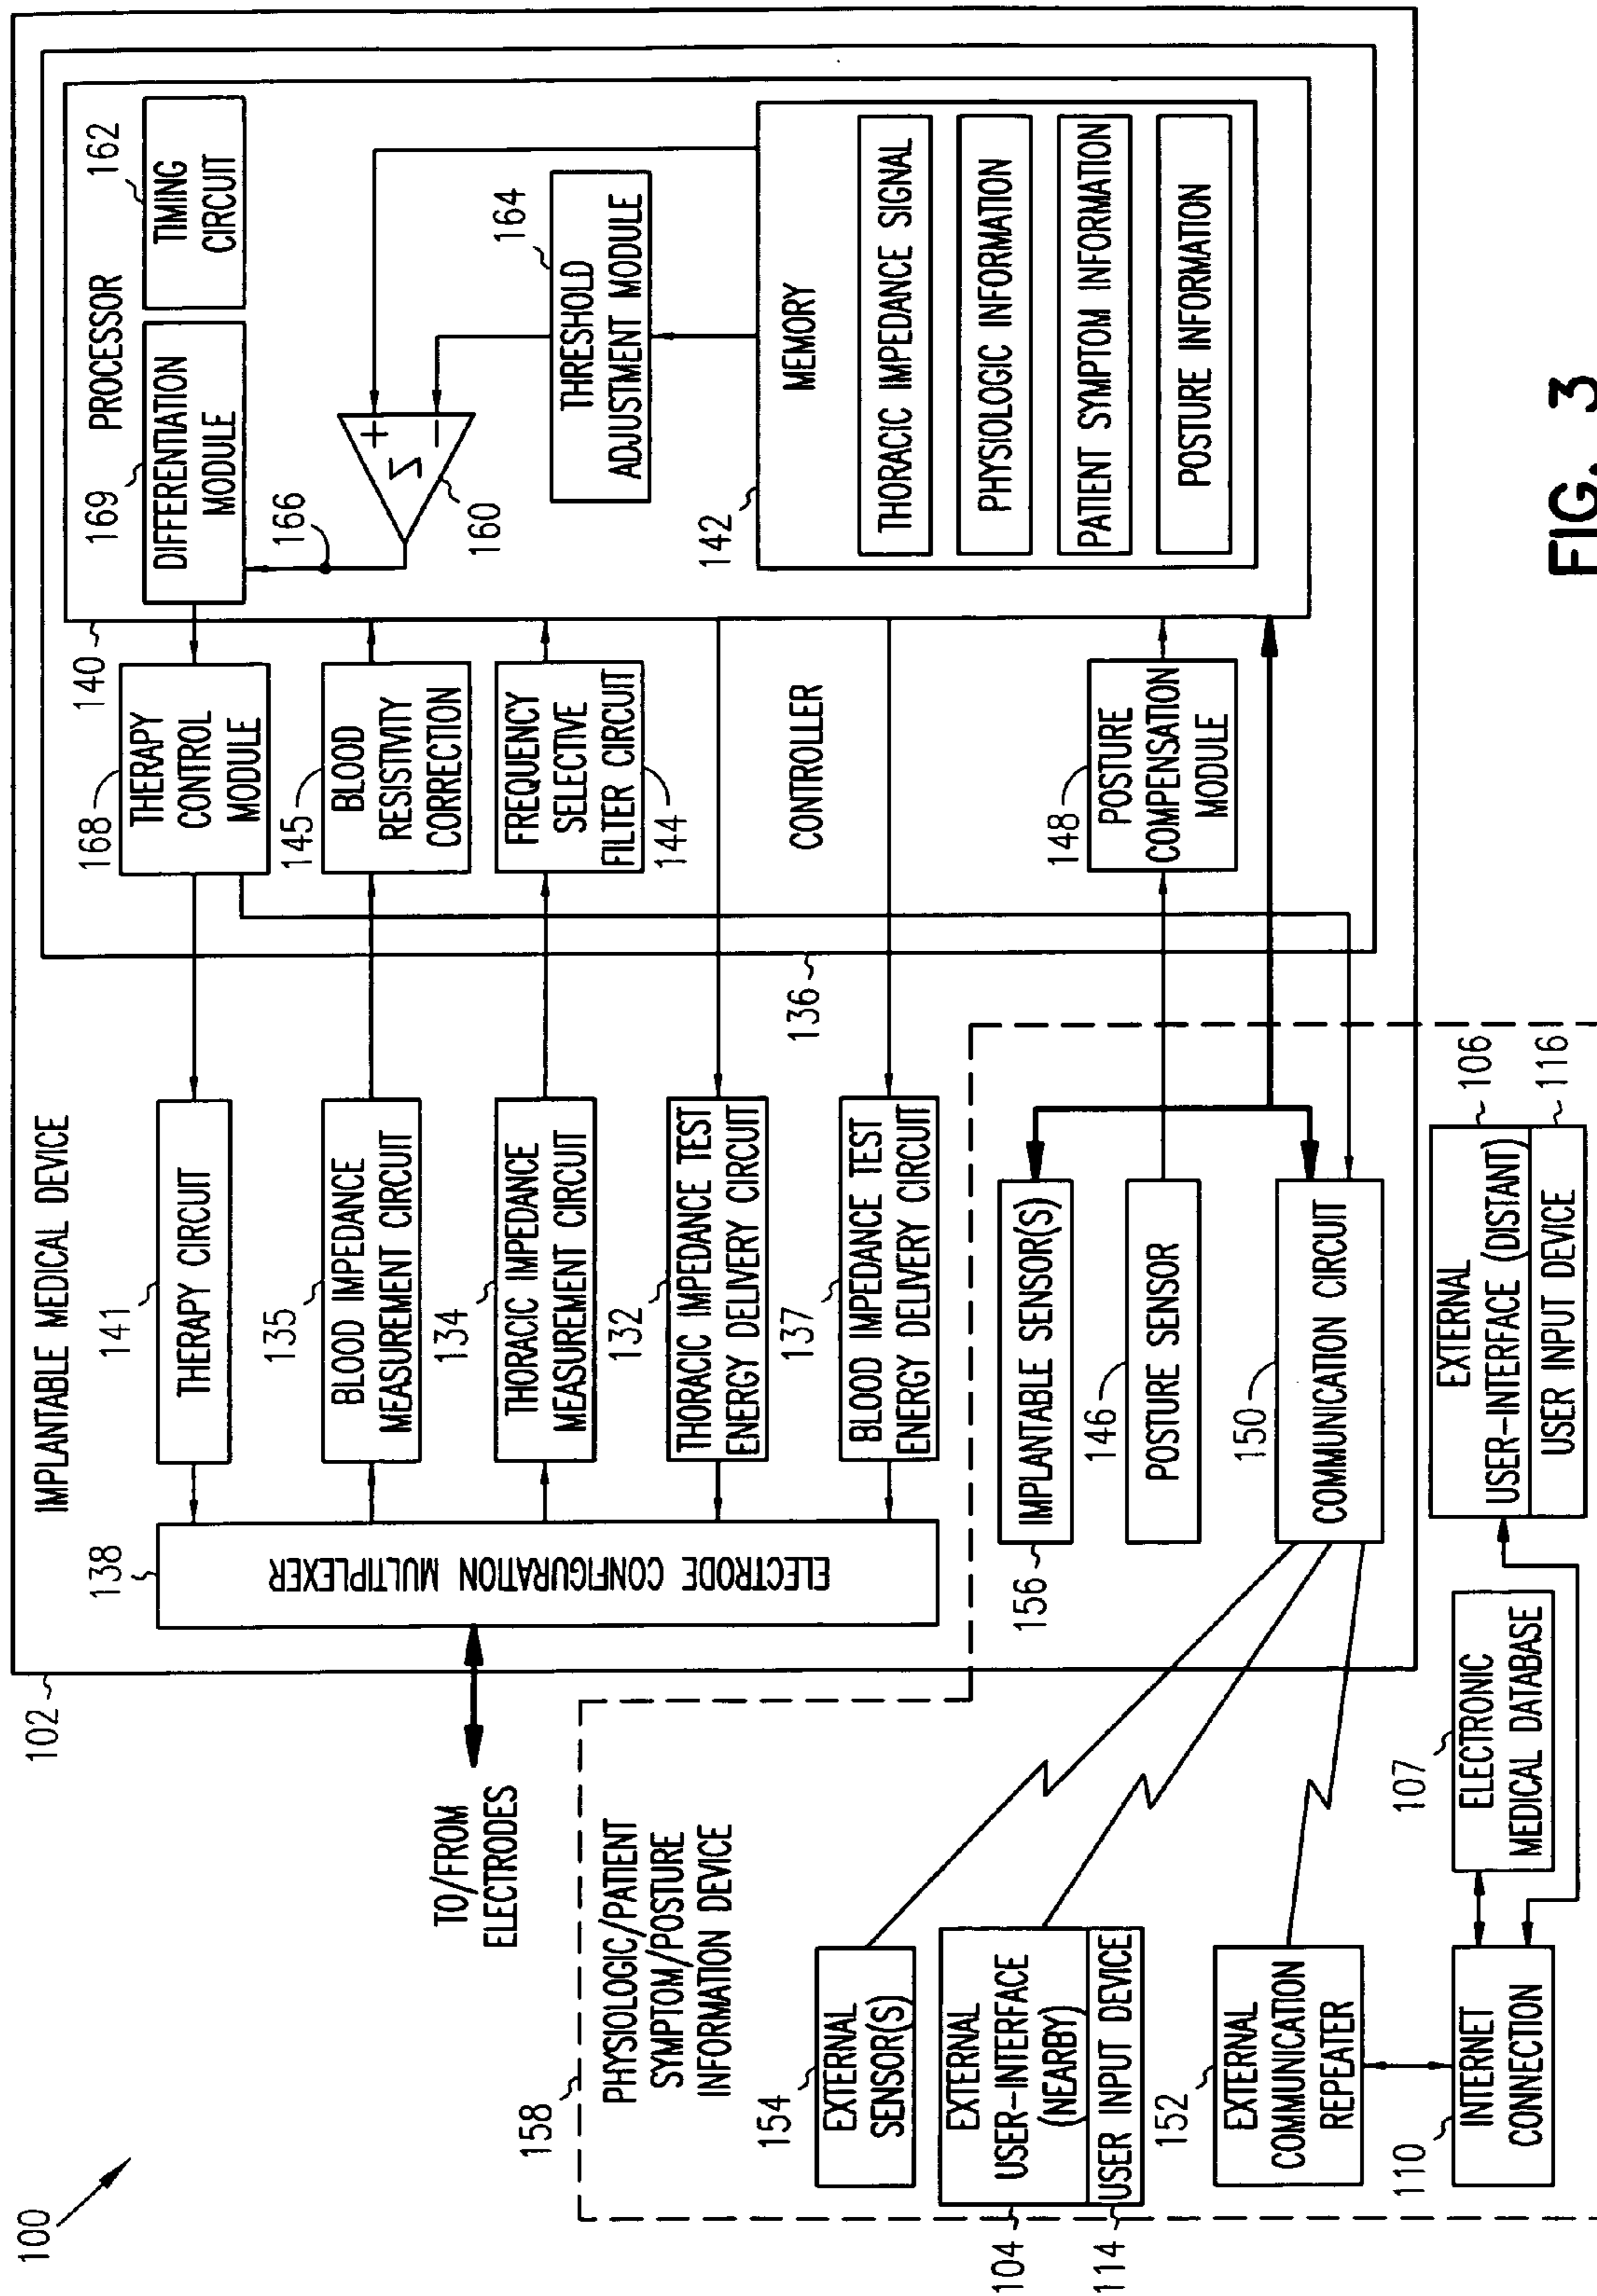 100
102
IMPLANTABLE MEDICAL DEVICE
TO/FROM
ELECTRODES
138
ELECTRODE CONFIGURATION MULTIPLEXER
141
THERAPY CIRCUIT
135
BLOOD IMPEDANCE
MEASUREMENT CIRCUIT
134
THORACIC IMPEDANCE
MEASUREMENT CIRCUIT
132
THORACIC IMPEDANCE TEST
ENERGY DELIVERY CIRCUIT
137
BLOOD IMPEDANCE TEST
ENERGY DELIVERY CIRCUIT
136
CONTROLLER
168
THERAPY
CONTROL
MODULE
145
BLOOD
RESISTIVITY
CORRECTION
FREQUENCY
SELECTIVE
FILTER CIRCUIT
144
148
POSTURE
COMPENSATION
MODULE
140
PROCESSOR
169
DIFFERENTIATION
MODULE
162
TIMING
CIRCUIT
166
+
−
Σ
160
164
THRESHOLD
ADJUSTMENT MODULE
142
MEMORY
THORACIC IMPEDANCE SIGNAL
PHYSIOLOGIC INFORMATION
PATIENT SYMPTOM INFORMATION
POSTURE INFORMATION
158
PHYSIOLOGIC/PATIENT
SYMPTOM/POSTURE
INFORMATION DEVICE
156
IMPLANTABLE SENSOR(S)
146
POSTURE SENSOR
150
COMMUNICATION CIRCUIT
154
EXTERNAL
SENSOR(S)
104
EXTERNAL
USER-INTERFACE
(NEARBY)
114
USER INPUT DEVICE
152
EXTERNAL
COMMUNICATION
REPEATER
110
INTERNET
CONNECTION
107
ELECTRONIC
MEDICAL DATABASE
106
EXTERNAL
USER-INTERFACE (DISTANT)
116
USER INPUT DEVICE
FIG. 3